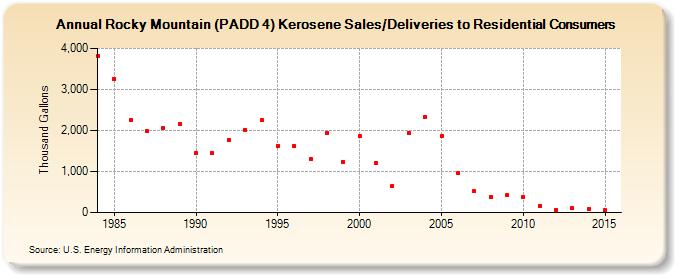 Annual Rocky Mountain (PADD 4) Kerosene Sales/Deliveries to Residential Consumers
Thousand Gallons
4,000
3,000
2,000
1,000
0
1985 1990 1995 2000 2005 2010 2015
Source: U.S. Energy Information Administration